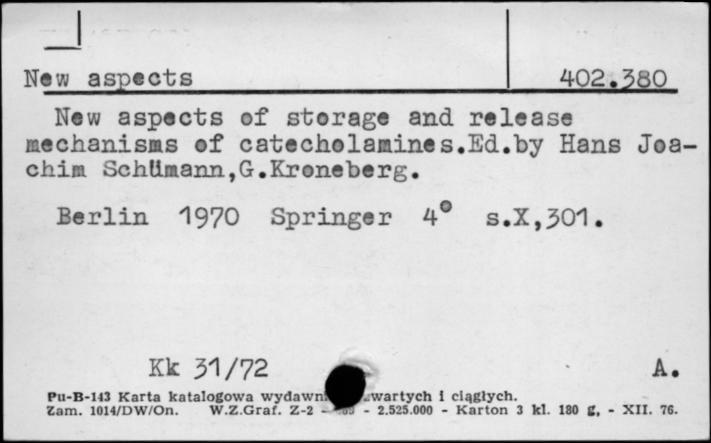 New aspects 402.380
New aspects of storage and release
mechanisms of catecholamines.Ed.by Hans Joa-
chim Schümann,G.Kroneberg.
Berlin 1970 Springer 4° s.X,301.
Kk 31/72 A.
Pu-B-143 Karta katalogowa wydawn wartych i ciągłych.
Zam. 1014/DW/On. W.Z.Graf. Z-2 - - 2.525.000 - Karton 3 kl. 180 g, - XII. 76.